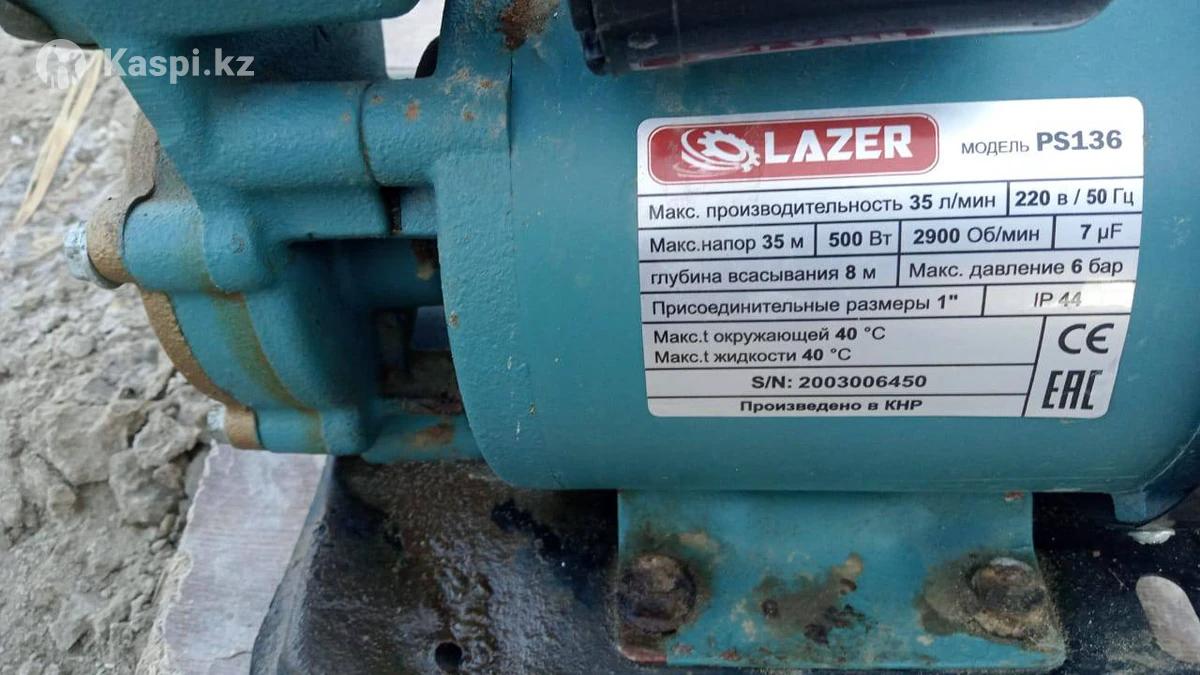 Kaspi.kz
LAZER
МОДЕЛЬ PS136
Макс. производительность 35 л/мин 220 в / 50 Гц
Макс.напор 35 м 500 Вт 2900 Об/мин 7 µF
глубина всасывания 8 м Макс. давление 6 бар
Присоединительные размеры 1" IP 44
Макс.t окружающей 40 °C
Макс.t жидкости 40 °C
CE
S/N: 2003006450
EAC
Произведено в КНР